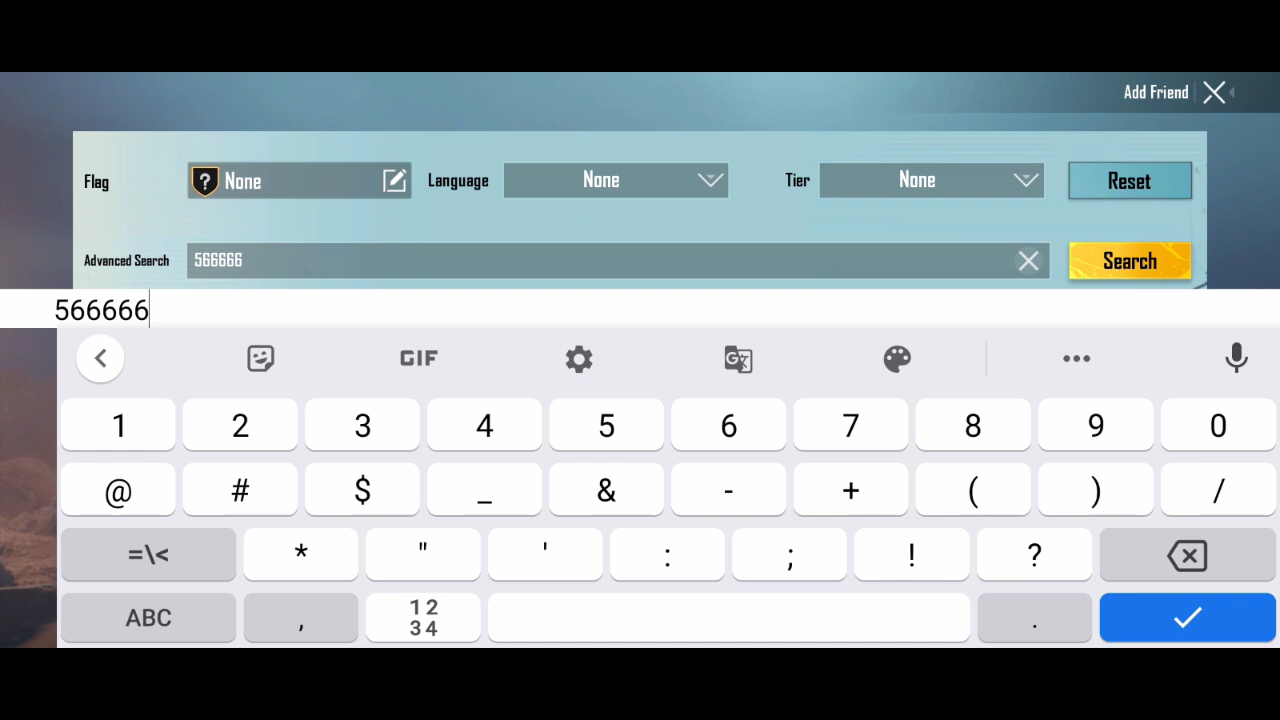 Add Friend
Flag ? None Language None Tier None Reset
Advanced Search 566666 Search
566666
GIF
1 2 3 4 5 6 7 8 9 0
@ # $ _ & - + ( ) /
=\< * " ' : ; ! ?
ABC , 12 34 .